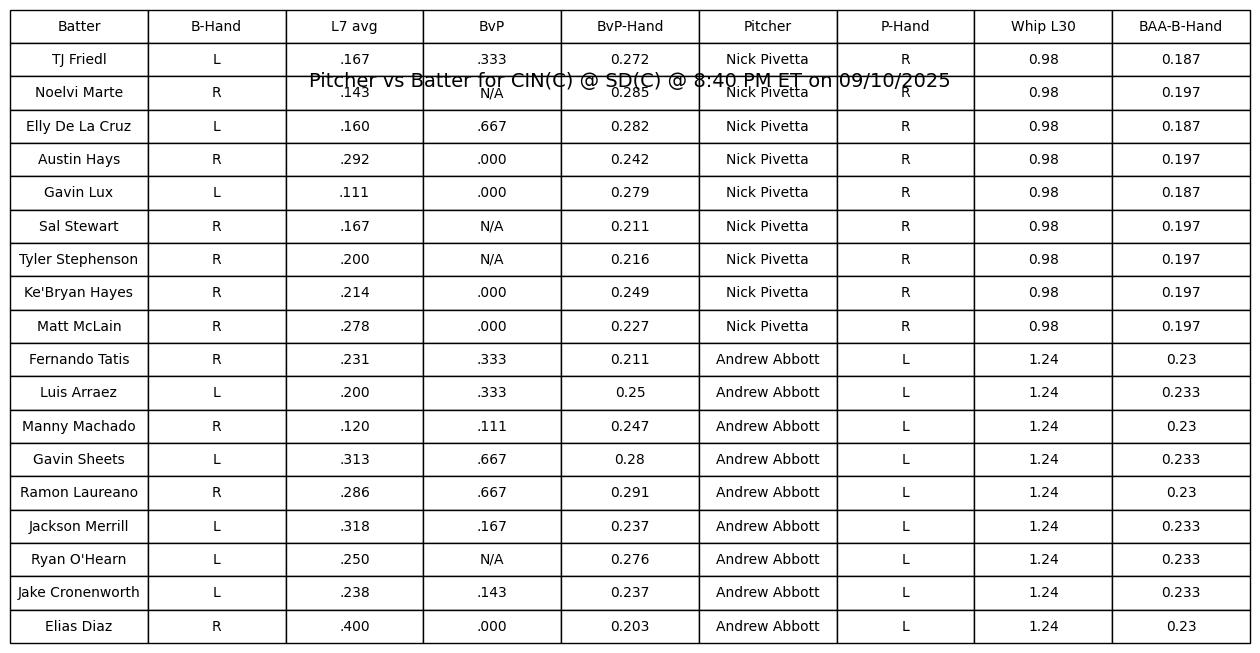 Batter B-Hand L7 avg BvP BvP-Hand Pitcher P-Hand Whip L30 BAA-B-Hand
TJ Friedl L .167 .333 0.272 Nick Pivetta R 0.98 0.187
Pitcher vs Batter for CIN(C) @ SD(C) @ 8:40 PM ET on 09/10/2025
Noelvi Marte R .143 N/A 0.285 Nick Pivetta R 0.98 0.197
Elly De La Cruz L .160 .667 0.282 Nick Pivetta R 0.98 0.187
Austin Hays R .292 .000 0.242 Nick Pivetta R 0.98 0.197
Gavin Lux L .111 .000 0.279 Nick Pivetta R 0.98 0.187
Sal Stewart R .167 N/A 0.211 Nick Pivetta R 0.98 0.197
Tyler Stephenson R .200 N/A 0.216 Nick Pivetta R 0.98 0.197
Ke'Bryan Hayes R .214 .000 0.249 Nick Pivetta R 0.98 0.197
Matt McLain R .278 .000 0.227 Nick Pivetta R 0.98 0.197
Fernando Tatis R .231 .333 0.211 Andrew Abbott L 1.24 0.23
Luis Arraez L .200 .333 0.25 Andrew Abbott L 1.24 0.233
Manny Machado R .120 .111 0.247 Andrew Abbott L 1.24 0.23
Gavin Sheets L .313 .667 0.28 Andrew Abbott L 1.24 0.233
Ramon Laureano R .286 .667 0.291 Andrew Abbott L 1.24 0.23
Jackson Merrill L .318 .167 0.237 Andrew Abbott L 1.24 0.233
Ryan O'Hearn L .250 N/A 0.276 Andrew Abbott L 1.24 0.233
Jake Cronenworth L .238 .143 0.237 Andrew Abbott L 1.24 0.233
Elias Diaz R .400 .000 0.203 Andrew Abbott L 1.24 0.23